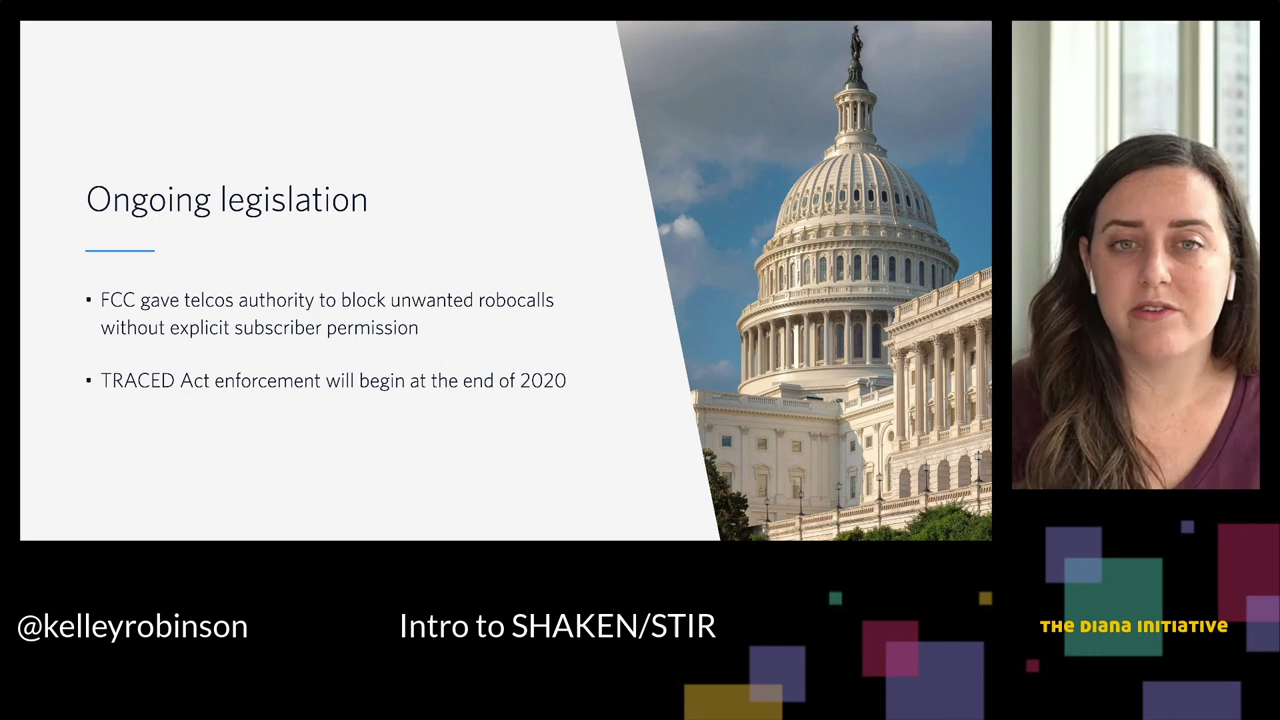 Ongoing legislation
▪ FCC gave telcos authority to block unwanted robocalls
without explicit subscriber permission
▪ TRACED Act enforcement will begin at the end of 2020
@kelleyrobinson
Intro to SHAKEN/STIR
THE DIANA INITIATIVE